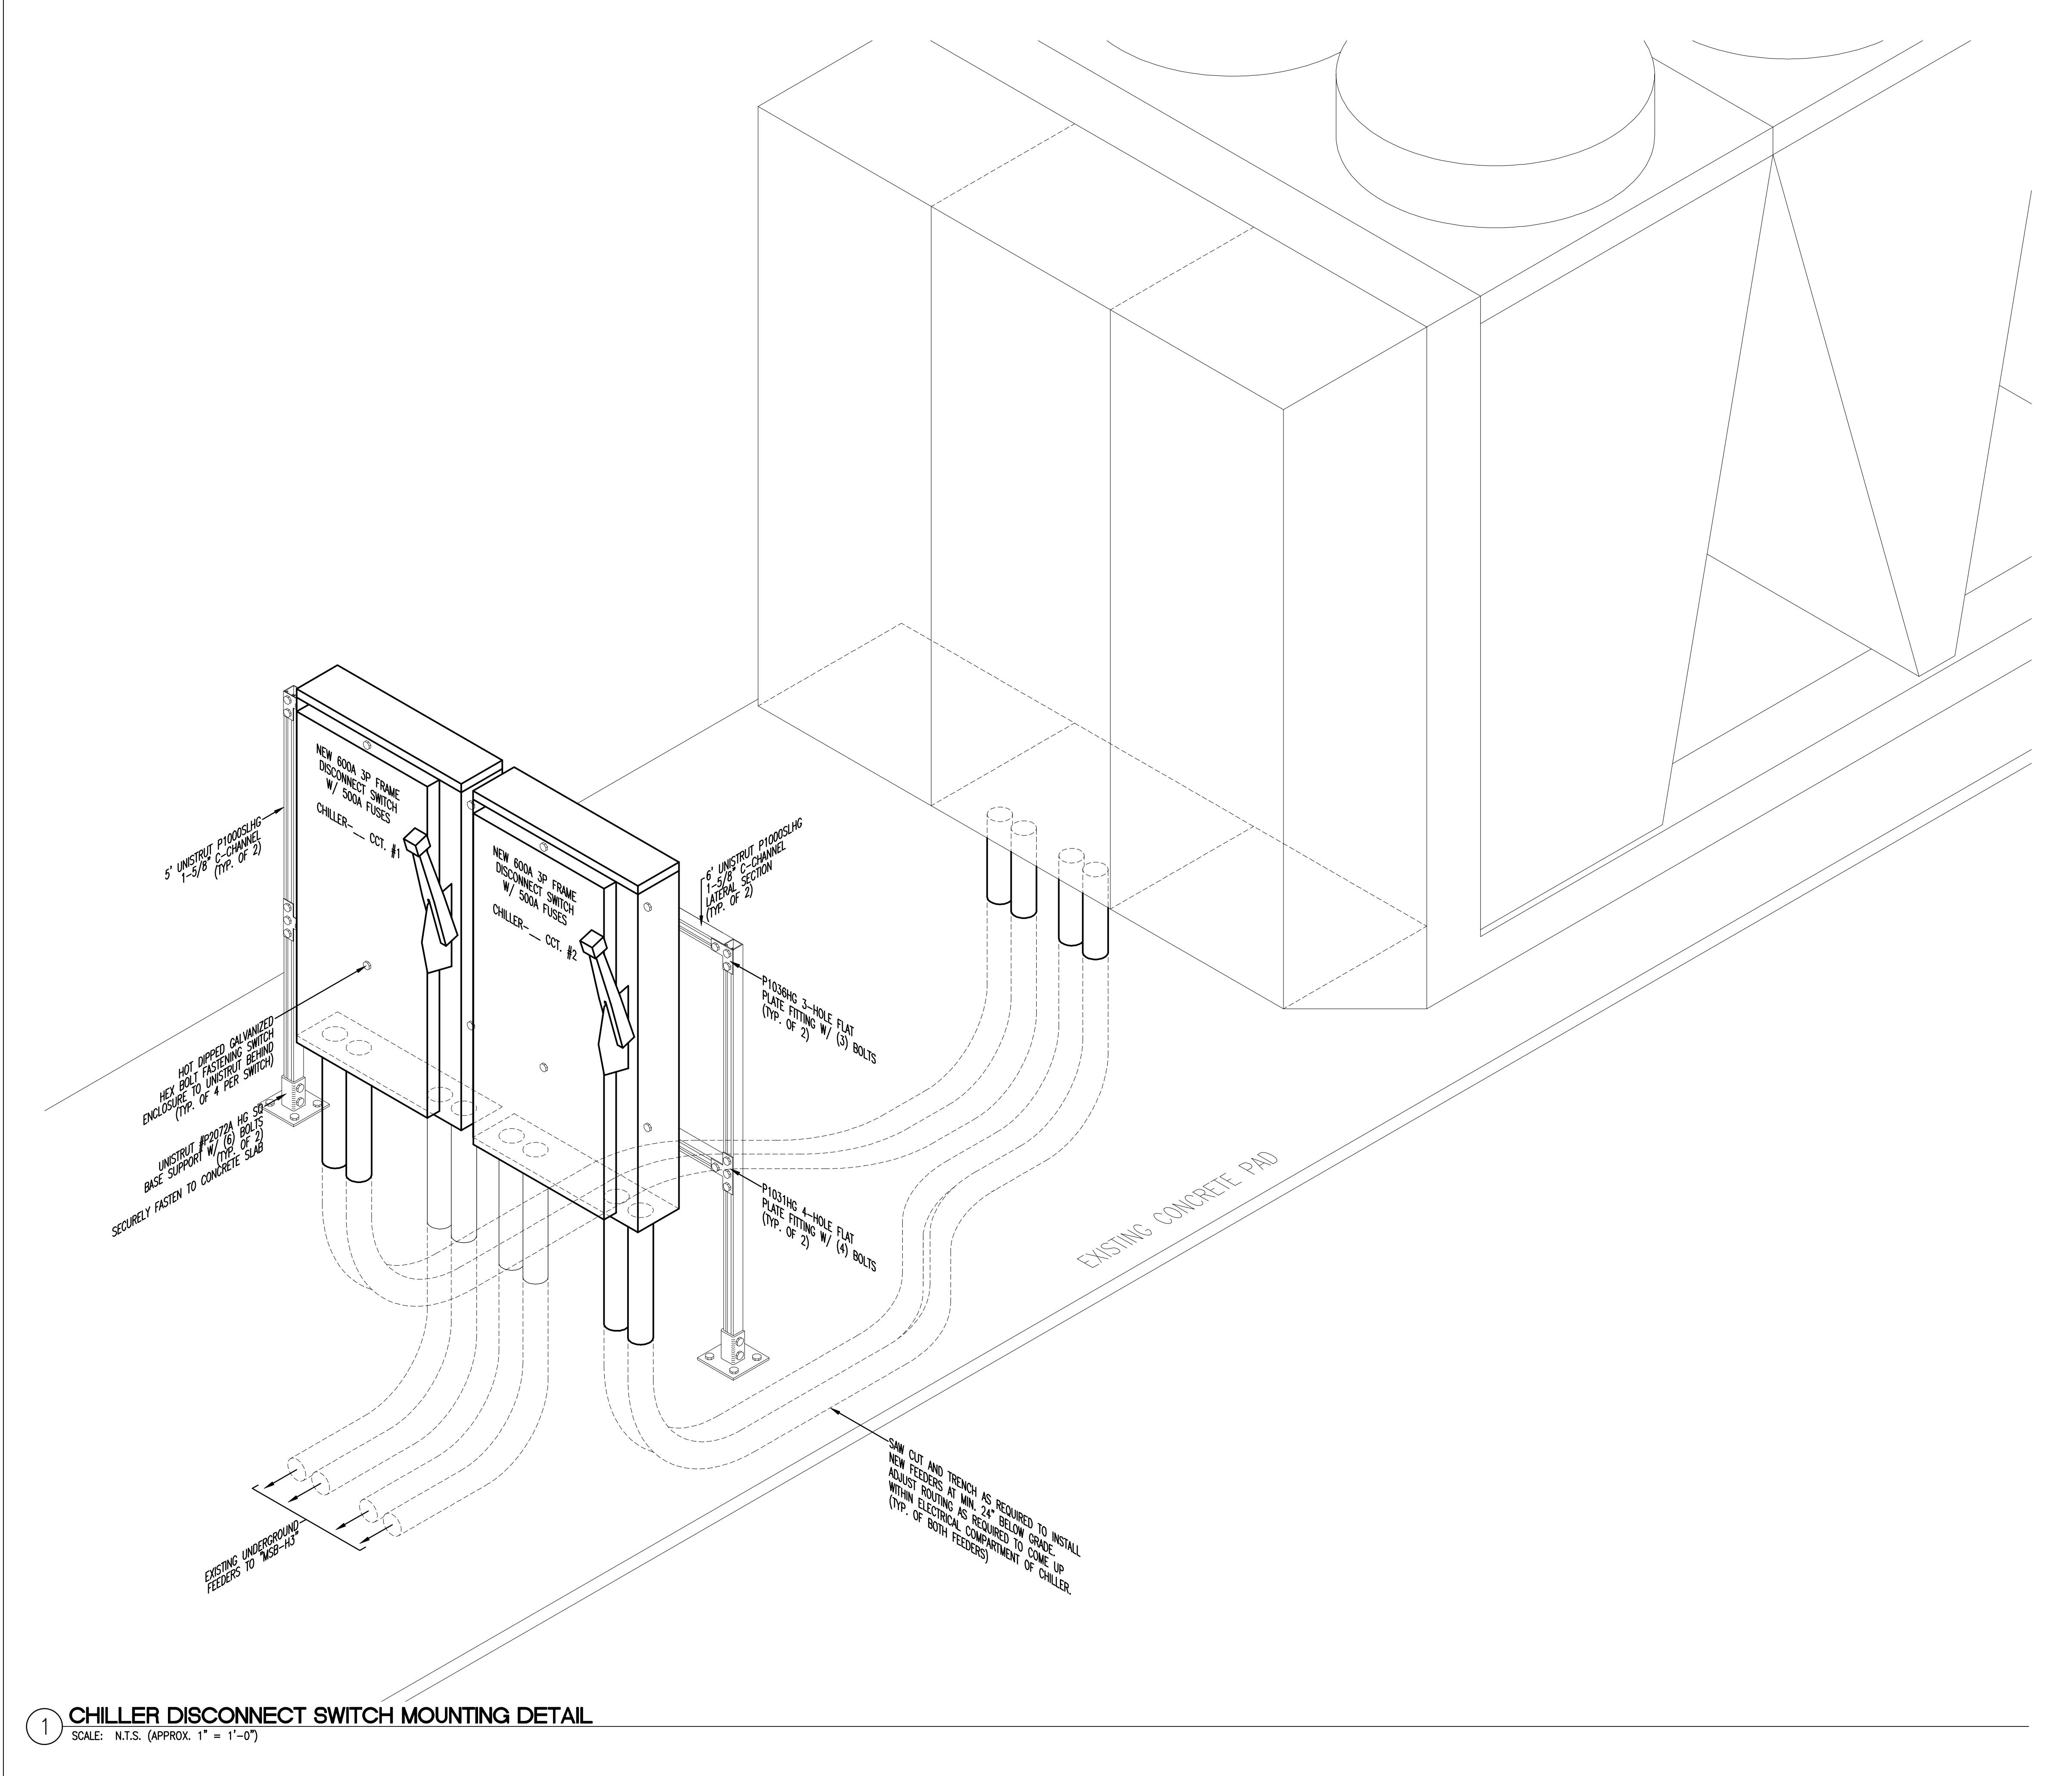 NEW 600A 3P FRAME
DISCONNECT SWITCH
W/ 500A FUSES
CHILLER-__ CCT. #1
NEW 600A 3P FRAME
DISCONNECT SWITCH
W/ 500A FUSES
CHILLER-__ CCT. #2
5' UNISTRUT P1000SLHG
1-5/8" C-CHANNEL
(TYP. OF 2)
6' UNISTRUT P1000SLHG
1-5/8" C-CHANNEL
LATERAL SECTION
(TYP. OF 2)
P1036HG 3-HOLE FLAT
PLATE FITTING W/ (3) BOLTS
(TYP. OF 2)
HOT DIPPED GALVANIZED
HEX BOLT FASTENING SWITCH
ENCLOSURE TO UNISTRUT BEHIND
(TYP. OF 4 PER SWITCH)
UNISTRUT #P2072A HG SQ
BASE SUPPORT W/ (6) BOLTS
(TYP. OF 2)
SECURELY FASTEN TO CONCRETE SLAB
P1031HG 4-HOLE FLAT
PLATE FITTING W/ (4) BOLTS
(TYP. OF 2)
EXISTING CONCRETE PAD
SAW CUT AND TRENCH AS REQUIRED TO INSTALL
NEW FEEDERS AT MIN. 24" BELOW GRADE.
ADJUST ROUTING AS REQUIRED TO COME UP
WITHIN ELECTRICAL COMPARTMENT OF CHILLER.
(TYP. OF BOTH FEEDERS)
EXISTING UNDERGROUND
FEEDERS TO "MSB-H3"
1 CHILLER DISCONNECT SWITCH MOUNTING DETAIL
SCALE: N.T.S. (APPROX. 1" = 1'-0")